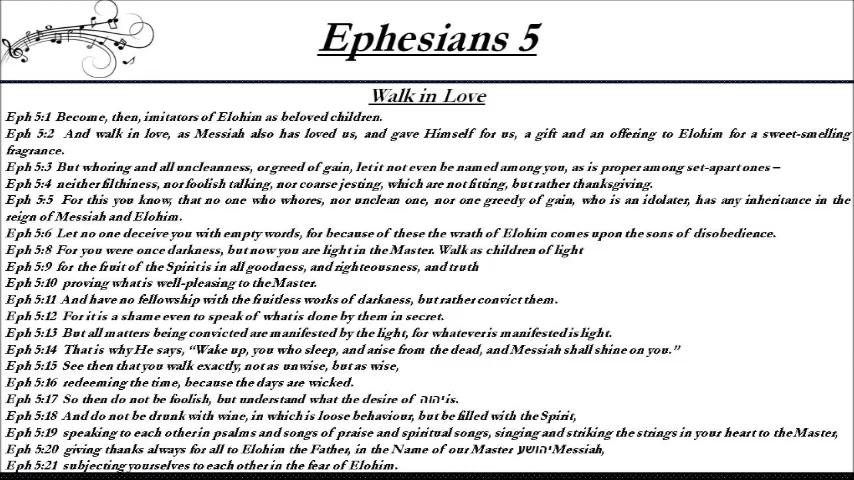 Ephesians 5
Walk in Love
Eph 5:1 Become, then, imitators of Elohim as beloved children.
Eph 5:2 And walk in love, as Messiah also has loved us, and gave Himself for us, a gift and an offering to Elohim for a sweet-smelling
fragrance.
Eph 5:3 But whoring and all uncleanness, or greed of gain, let it not even be named among you, as is proper among set-apart ones –
Eph 5:4 neither filthiness, nor foolish talking, nor coarse jesting, which are not fitting, but rather thanksgiving.
Eph 5:5 For this you know, that no one who whores, nor unclean one, nor one greedy of gain, who is an idolater, has any inheritance in the
reign of Messiah and Elohim.
Eph 5:6 Let no one deceive you with empty words, for because of these the wrath of Elohim comes upon the sons of disobedience.
Eph 5:8 For you were once darkness, but now you are light in the Master. Walk as children of light
Eph 5:9 for the fruit of the Spirit is in all goodness, and righteousness, and truth
Eph 5:10 proving what is well-pleasing to the Master.
Eph 5:11 And have no fellowship with the fruitless works of darkness, but rather convict them.
Eph 5:12 For it is a shame even to speak of what is done by them in secret.
Eph 5:13 But all matters being convicted are manifested by the light, for whatever is manifested is light.
Eph 5:14 That is why He says, “Wake up, you who sleep, and arise from the dead, and Messiah shall shine on you.”
Eph 5:15 See then that you walk exactly, not as unwise, but as wise,
Eph 5:16 redeeming the time, because the days are wicked.
Eph 5:17 So then do not be foolish, but understand what the desire of יהוה is.
Eph 5:18 And do not be drunk with wine, in which is loose behaviour, but be filled with the Spirit,
Eph 5:19 speaking to each other in psalms and songs of praise and spiritual songs, singing and striking the strings in your heart to the Master,
Eph 5:20 giving thanks always for all to Elohim the Father, in the Name of our Master יהושע Messiah,
Eph 5:21 subjecting yourselves to each other in the fear of Elohim.